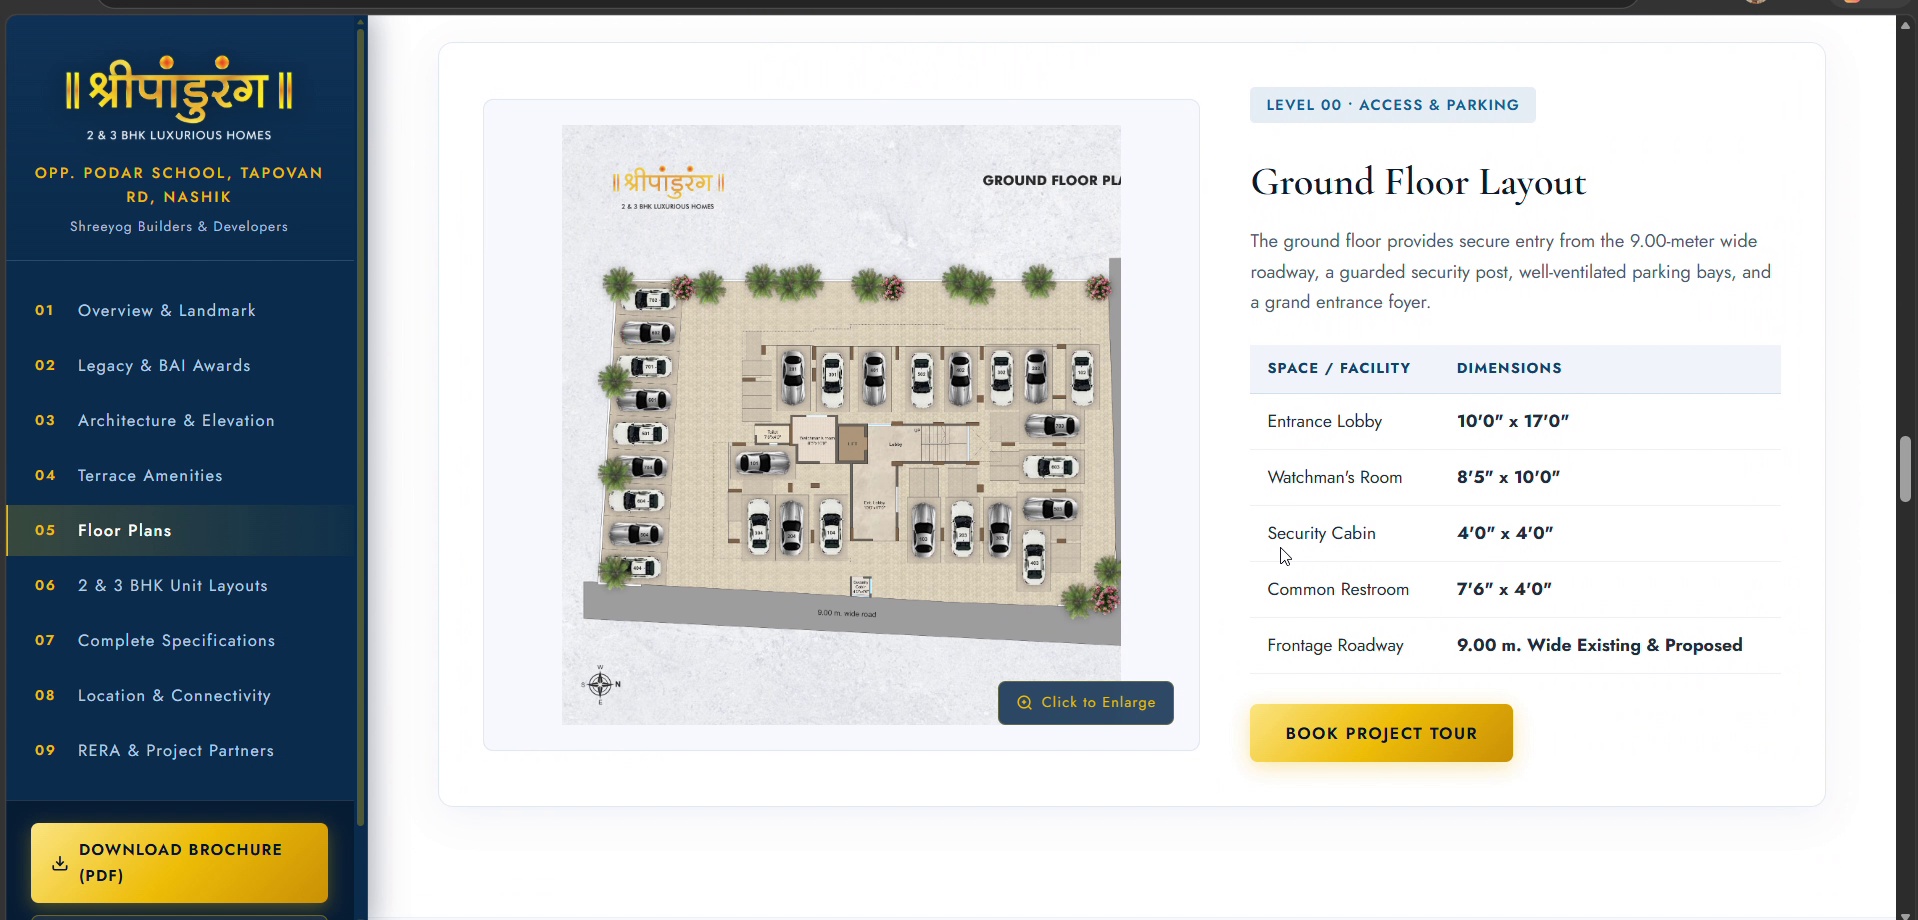 ॥ श्रीपांडुरंग ॥
2 & 3 BHK LUXURIOUS HOMES
OPP. PODAR SCHOOL, TAPOVAN
RD, NASHIK
Shreeyog Builders & Developers
01 Overview & Landmark
02 Legacy & BAI Awards
03 Architecture & Elevation
04 Terrace Amenities
05 Floor Plans
06 2 & 3 BHK Unit Layouts
07 Complete Specifications
08 Location & Connectivity
09 RERA & Project Partners
DOWNLOAD BROCHURE
(PDF)
॥ श्रीपांडुरंग ॥
2 & 3 BHK LUXURIOUS HOMES
GROUND FLOOR PLA
Lobby
UP
9.00 m. wide road
W
S N
E
Click to Enlarge
LEVEL 00 · ACCESS & PARKING
Ground Floor Layout
The ground floor provides secure entry from the 9.00-meter wide
roadway, a guarded security post, well-ventilated parking bays, and
a grand entrance foyer.
SPACE / FACILITY DIMENSIONS
Entrance Lobby 10'0" x 17'0"
Watchman's Room 8'5" x 10'0"
Security Cabin 4'0" x 4'0"
Common Restroom 7'6" x 4'0"
Frontage Roadway 9.00 m. Wide Existing & Proposed
BOOK PROJECT TOUR